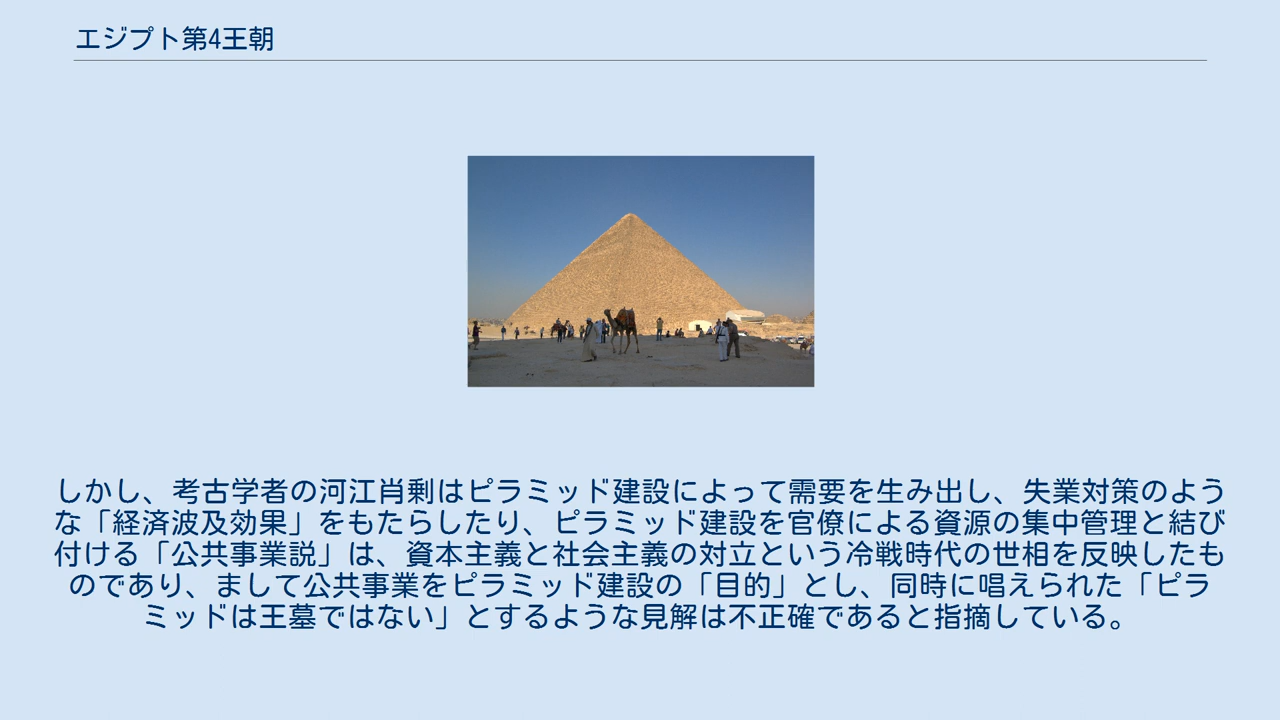 エジプト第4王朝
しかし、考古学者の河江肖剰はピラミッド建設によって需要を生み出し、失業対策のよう
な「経済波及効果」をもたらしたり、ピラミッド建設を官僚による資源の集中管理と結び
付ける「公共事業説」は、資本主義と社会主義の対立という冷戦時代の世相を反映したも
のであり、まして公共事業をピラミッド建設の「目的」とし、同時に唱えられた「ピラ
ミッドは王墓ではない」とするような見解は不正確であると指摘している。